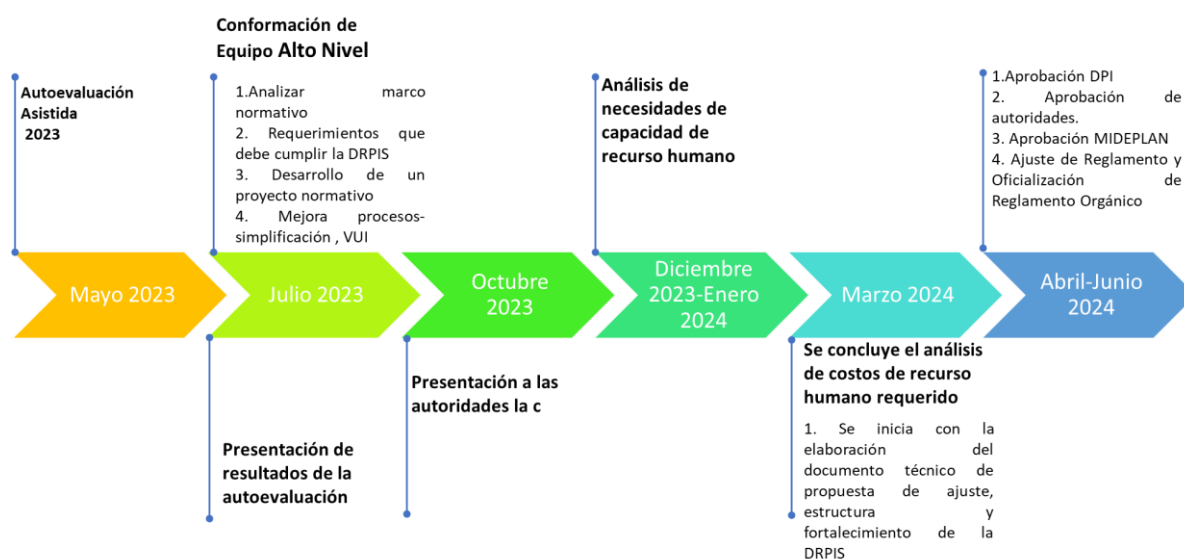 Conformación de
Equipo Alto Nivel
Autoevaluación
Asistida
2023
1.Analizar marco
normativo
2. Requerimientos que
debe cumplir la DRPIS
3. Desarrollo de un
proyecto normativo
4. Mejora procesos-
simplificación , VUI
Análisis de
necesidades de
capacidad de
recurso humano
1.Aprobación DPI
2. Aprobación de
autoridades.
3. Aprobación MIDEPLAN
4. Ajuste de Reglamento y
Oficialización de
Reglamento Orgánico
Mayo 2023
Julio 2023
Octubre
2023
Diciembre
2023-Enero
2024
Marzo 2024
Abril-Junio
2024
Presentación de
resultados de la
autoevaluación
Presentación a las
autoridades la c
Se concluye el análisis
de costos de recurso
humano requerido
1. Se inicia con la
elaboración del
documento técnico de
propuesta de ajuste,
estructura y
fortalecimiento de la
DRPIS